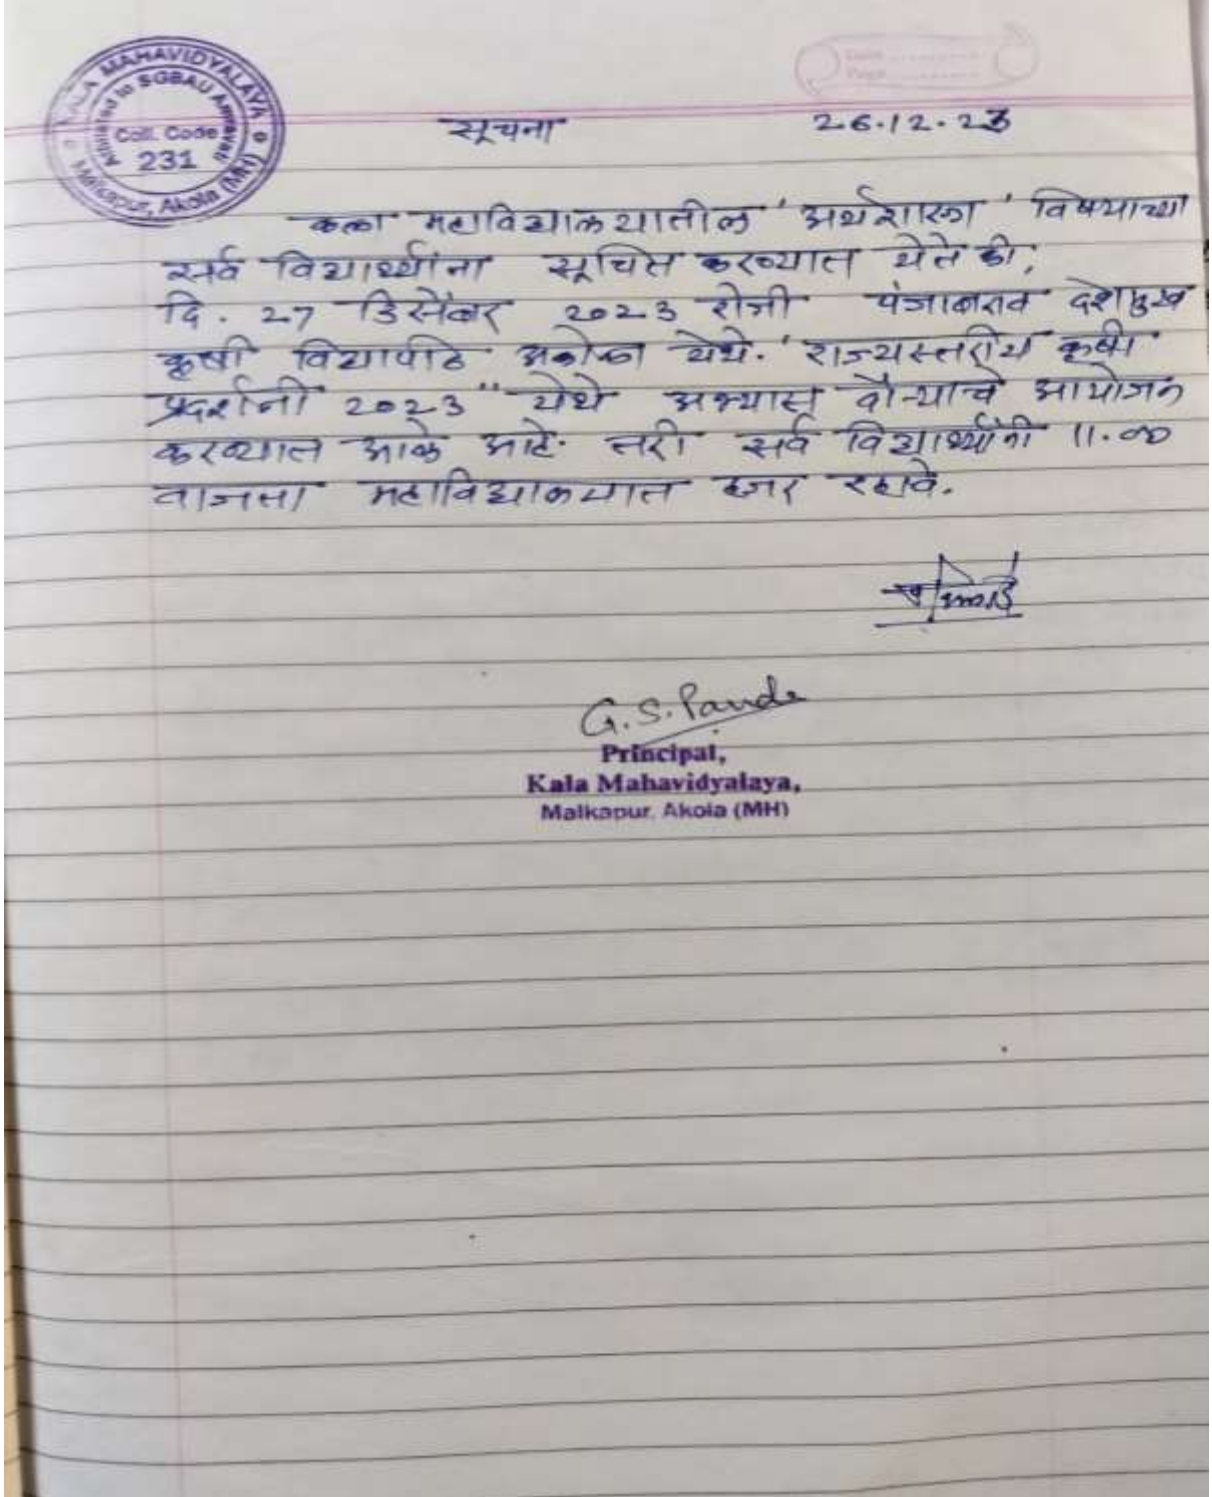 KALA MAHAVIDYALAYA
Affiliated to SGBAU Amravati
Coll. Code
231
Malkapur, Akola (MH)
Date
Page
सूचना 26.12.23
कला महाविद्यालयातील 'अर्थशास्त्र' विषयाच्या
सर्व विद्यार्थ्यांना सूचित करण्यात येते की,
दि. 27 डिसेंबर 2023 रोजी पंजाबराव देशमुख
कृषी विद्यापीठ अकोला येथे. 'राज्यस्तरीय कृषी
प्रदर्शनी 2023" येथे अभ्यास दौऱ्याचे आयोजन
करण्यात आले आहे. तरी सर्व विद्यार्थ्यांनी 11.00
वाजता महाविद्यालयात हजर रहावे.
G.S. Pande
Principal,
Kala Mahavidyalaya,
Malkapur, Akola (MH)